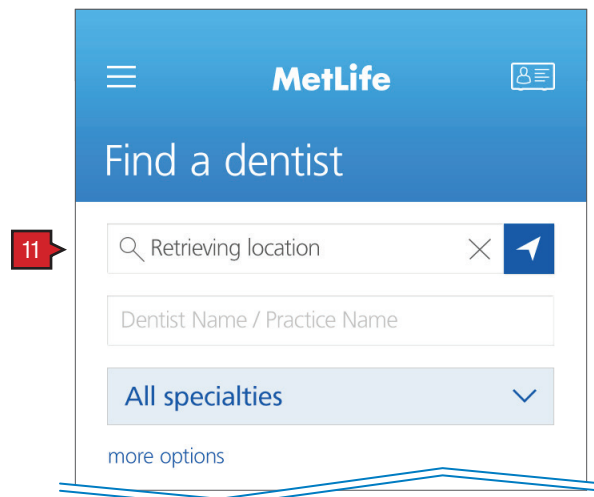 MetLife
Find a dentist
11
Retrieving location
Dentist Name / Practice Name
All specialties
more options